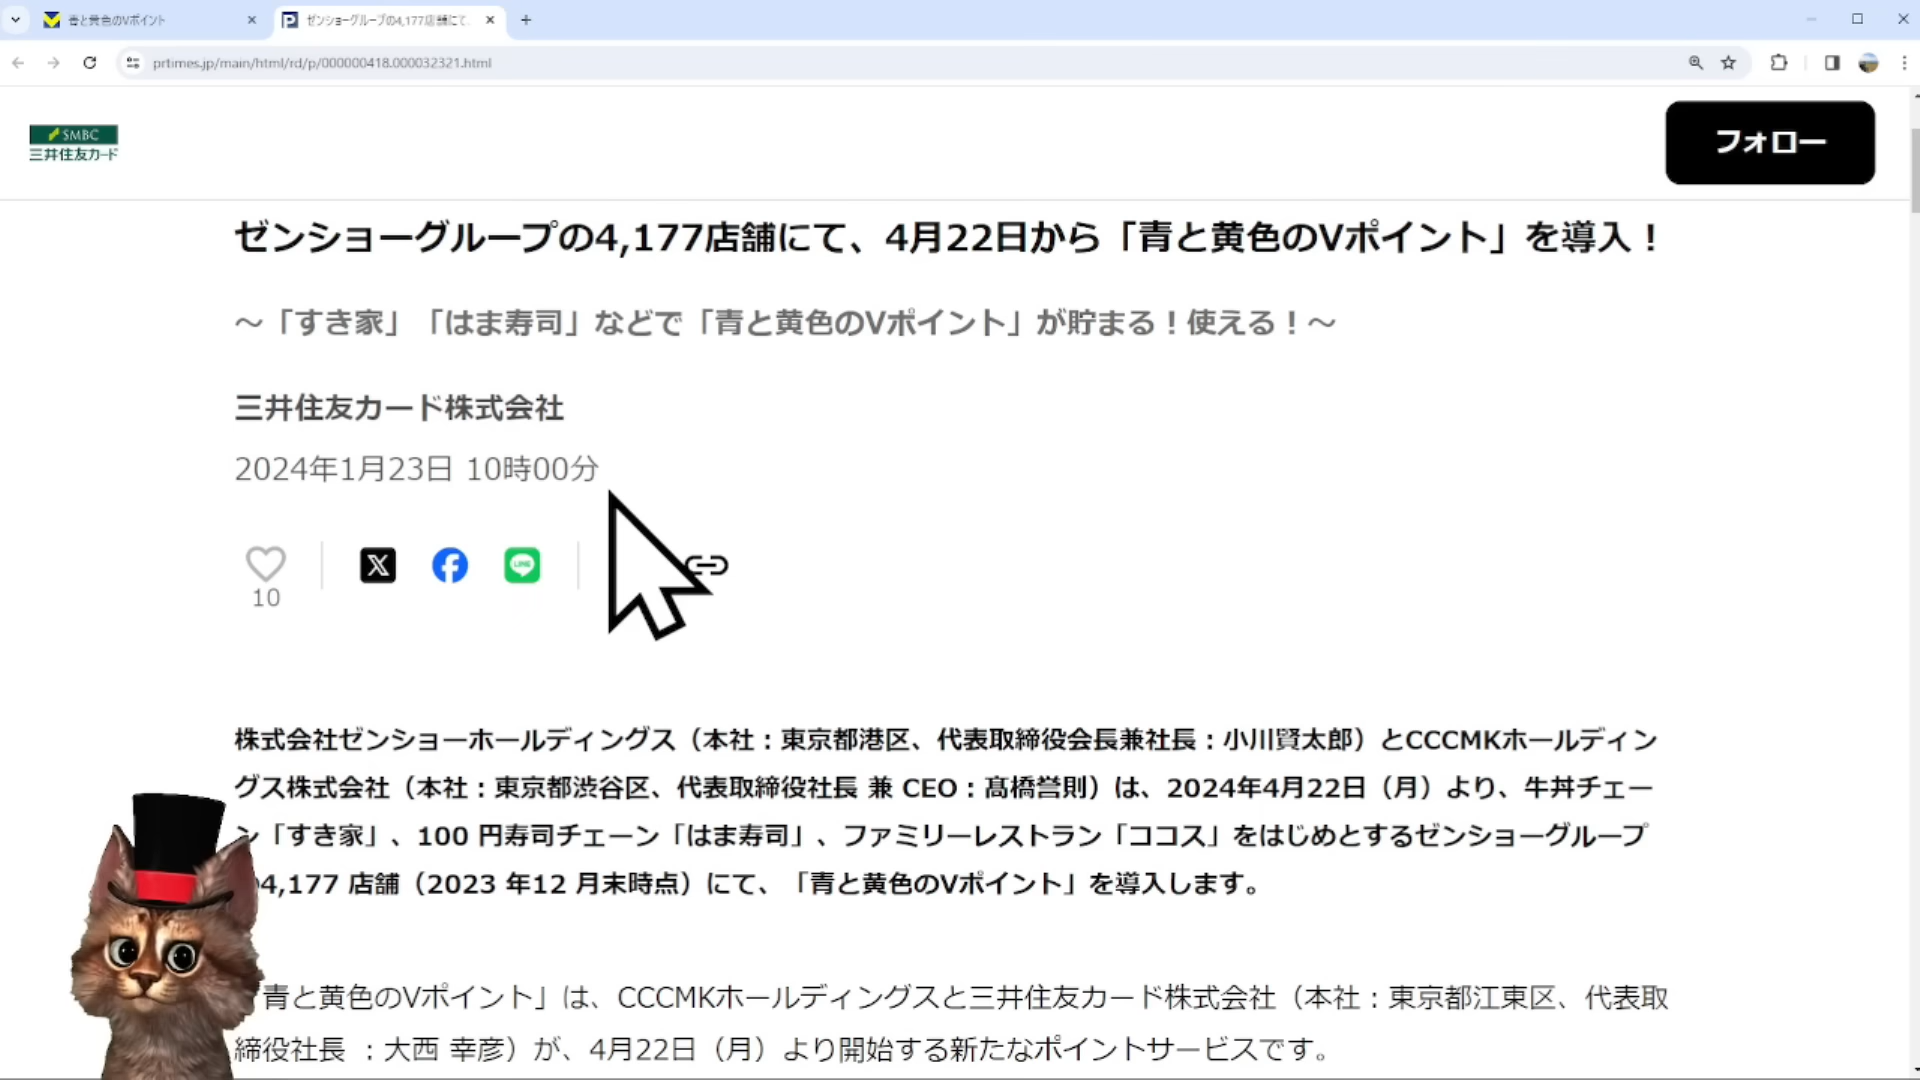 青と黄色のVポイント
ゼンショーグループの4,177店舗にて、
prtimes.jp/main/html/rd/p/000000418.000032321.html
SMBC
三井住友カード
フォロー
ゼンショーグループの4,177店舗にて、4月22日から「青と黄色のVポイント」を導入！
～「すき家」「はま寿司」などで「青と黄色のVポイント」が貯まる！使える！～
三井住友カード株式会社
2024年1月23日 10時00分
LINE
10
株式会社ゼンショーホールディングス（本社：東京都港区、代表取締役会長兼社長：小川賢太郎）とCCCMKホールディン
グス株式会社（本社：東京都渋谷区、代表取締役社長 兼 CEO：髙橋誉則）は、2024年4月22日（月）より、牛丼チェー
ン「すき家」、100 円寿司チェーン「はま寿司」、ファミリーレストラン「ココス」をはじめとするゼンショーグループ
4,177 店舗（2023 年12 月末時点）にて、「青と黄色のVポイント」を導入します。
青と黄色のVポイント」は、CCCMKホールディングスと三井住友カード株式会社（本社：東京都江東区、代表取
締役社長 ：大西 幸彦）が、4月22日（月）より開始する新たなポイントサービスです。